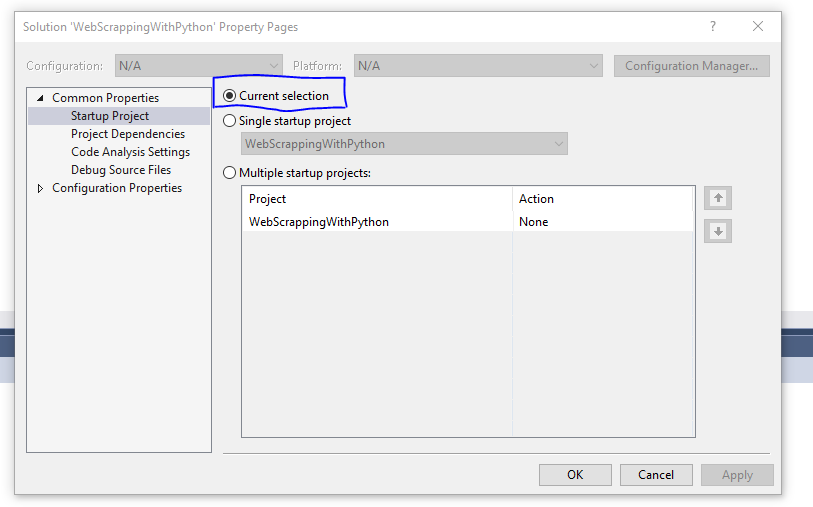 Solution 'WebScrappingWithPython' Property Pages
?
Configuration: N/A Platform: N/A Configuration Manager...
Common Properties
Startup Project
Project Dependencies
Code Analysis Settings
Debug Source Files
Configuration Properties
Current selection
Single startup project
WebScrappingWithPython
Multiple startup projects:
Project Action
WebScrappingWithPython None
OK Cancel Apply